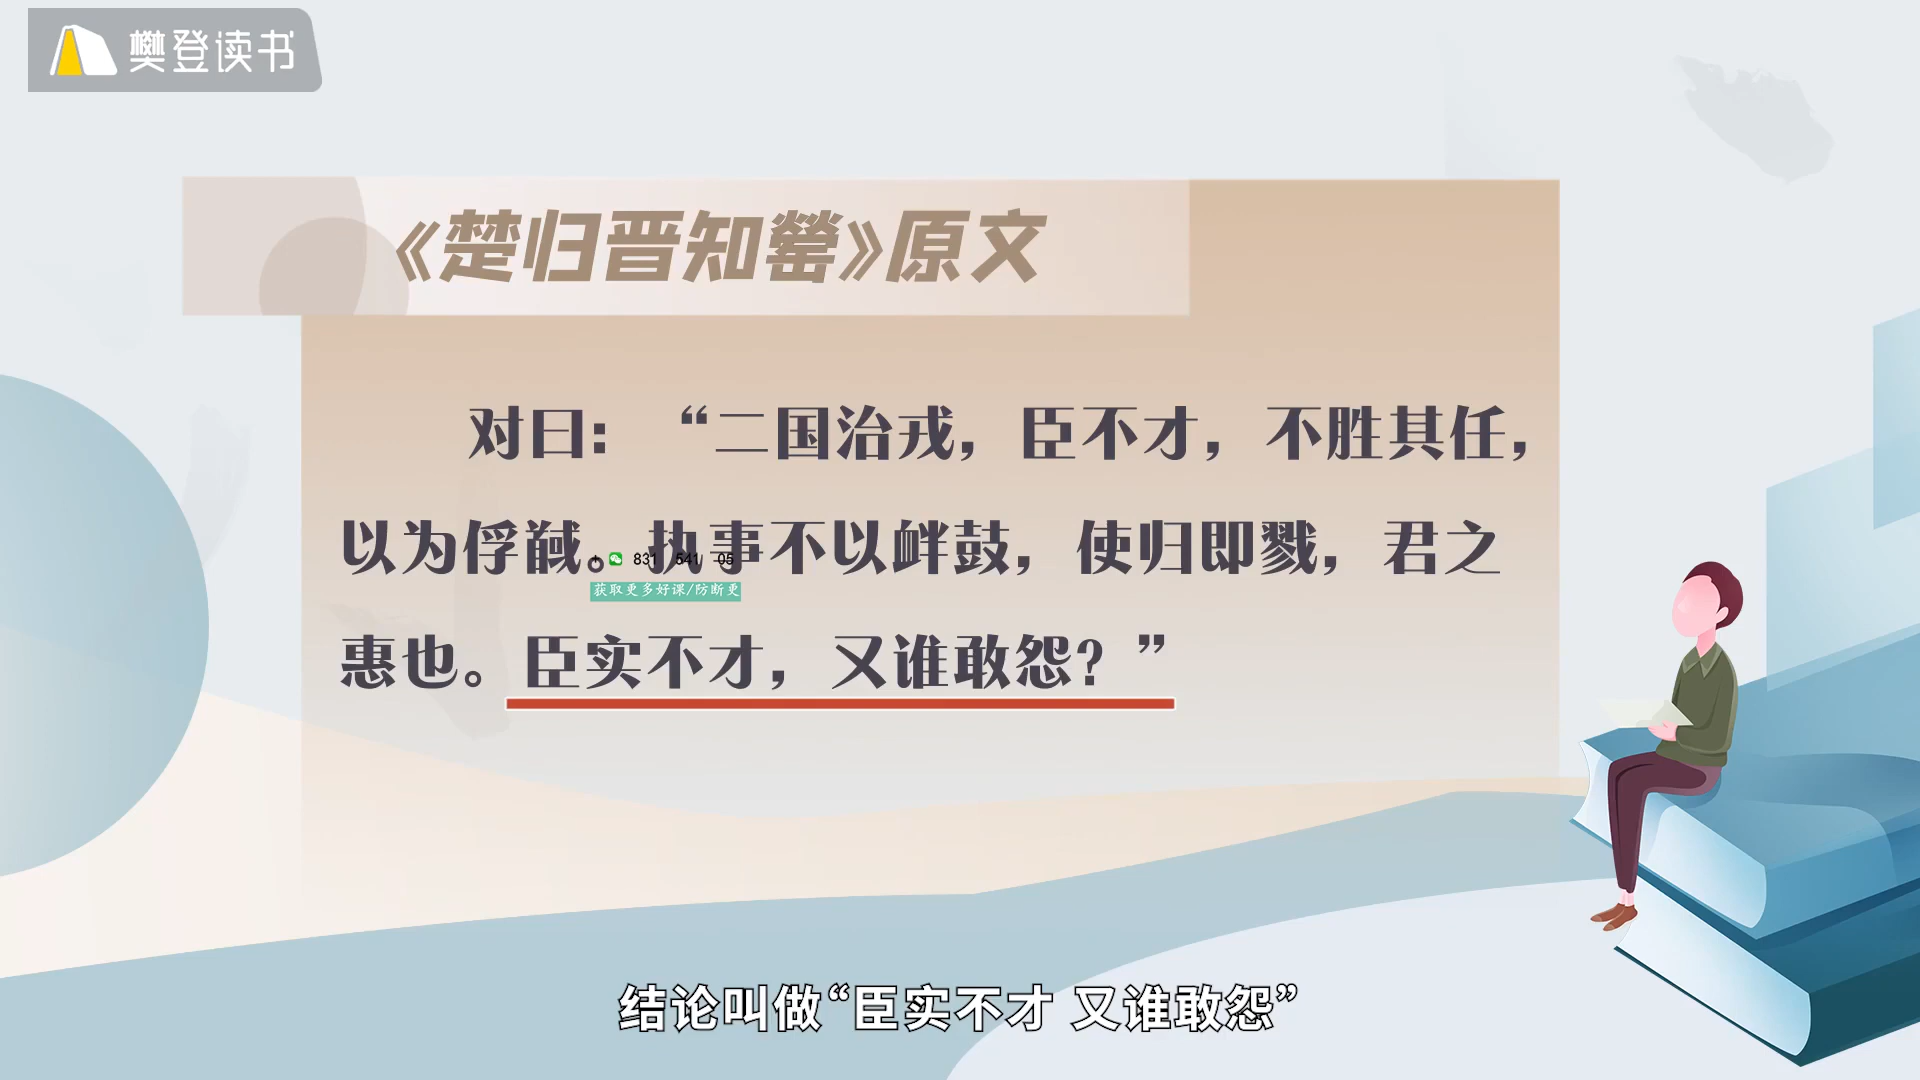 樊登读书
《楚归晋知罃》原文
对曰：“二国治戎，臣不才，不胜其任，
以为俘馘。执事不以衅鼓，使归即戮，君之
831 641 05
获取更多好课/防断更
惠也。臣实不才，又谁敢怨？”
结论叫做“臣实不才 又谁敢怨”